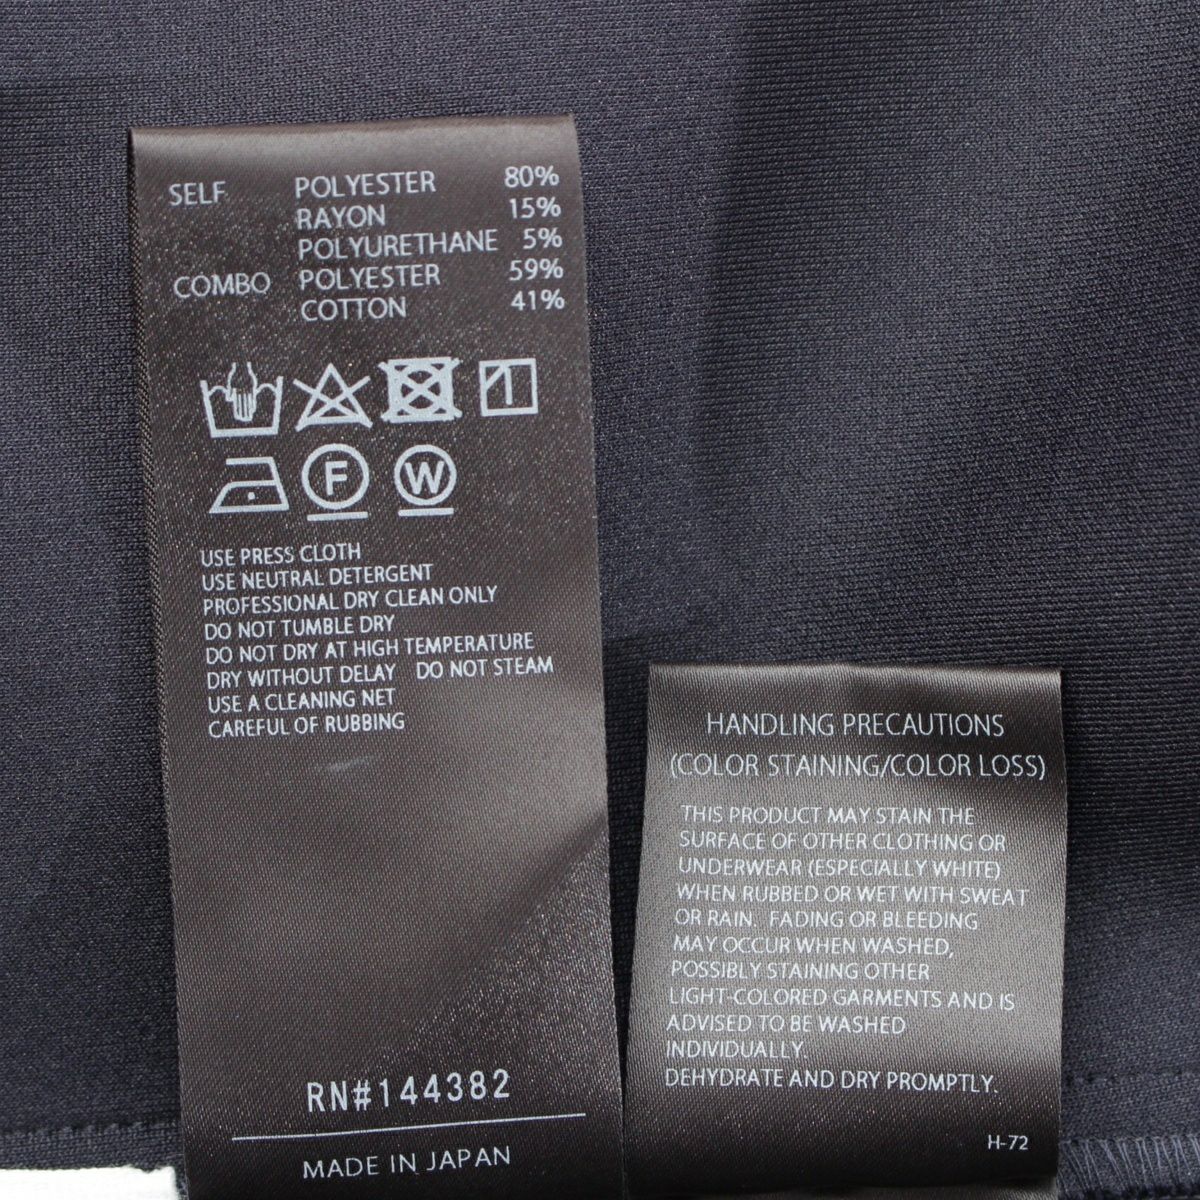 SELF POLYESTER 80%
RAYON 15%
POLYURETHANE 5%
COMBO POLYESTER 59%
COTTON 41%
F W
USE PRESS CLOTH
USE NEUTRAL DETERGENT
PROFESSIONAL DRY CLEAN ONLY
DO NOT TUMBLE DRY
DO NOT DRY AT HIGH TEMPERATURE
DRY WITHOUT DELAY DO NOT STEAM
USE A CLEANING NET
CAREFUL OF RUBBING
RN#144382
MADE IN JAPAN
HANDLING PRECAUTIONS
(COLOR STAINING/COLOR LOSS)
THIS PRODUCT MAY STAIN THE
SURFACE OF OTHER CLOTHING OR
UNDERWEAR (ESPECIALLY WHITE)
WHEN RUBBED OR WET WITH SWEAT
OR RAIN. FADING OR BLEEDING
MAY OCCUR WHEN WASHED,
POSSIBLY STAINING OTHER
LIGHT-COLORED GARMENTS AND IS
ADVISED TO BE WASHED
INDIVIDUALLY.
DEHYDRATE AND DRY PROMPTLY.
H-72